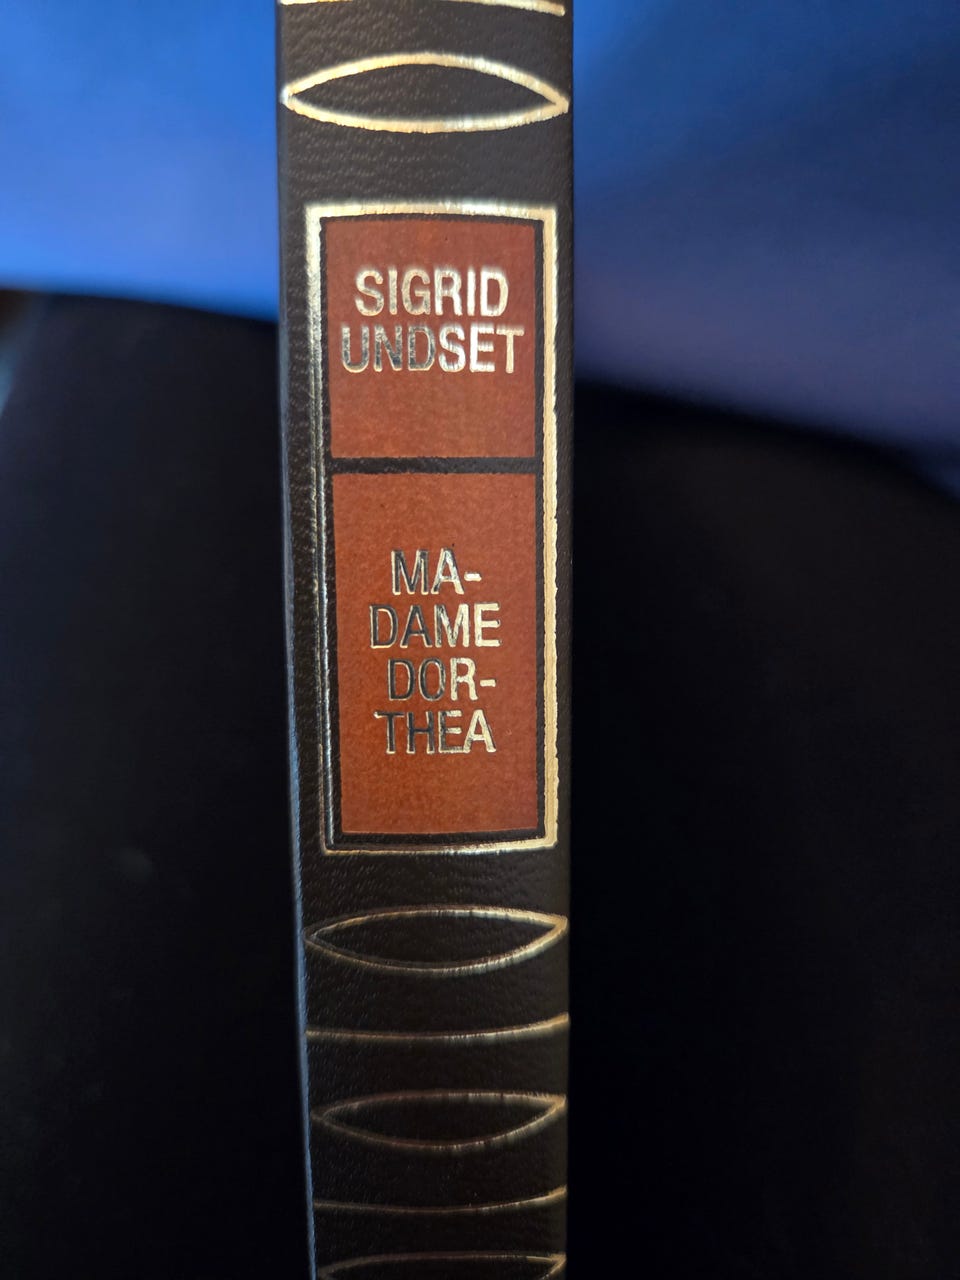 SIGRID
UNDSET
MA-
DAME
DOR-
THEA